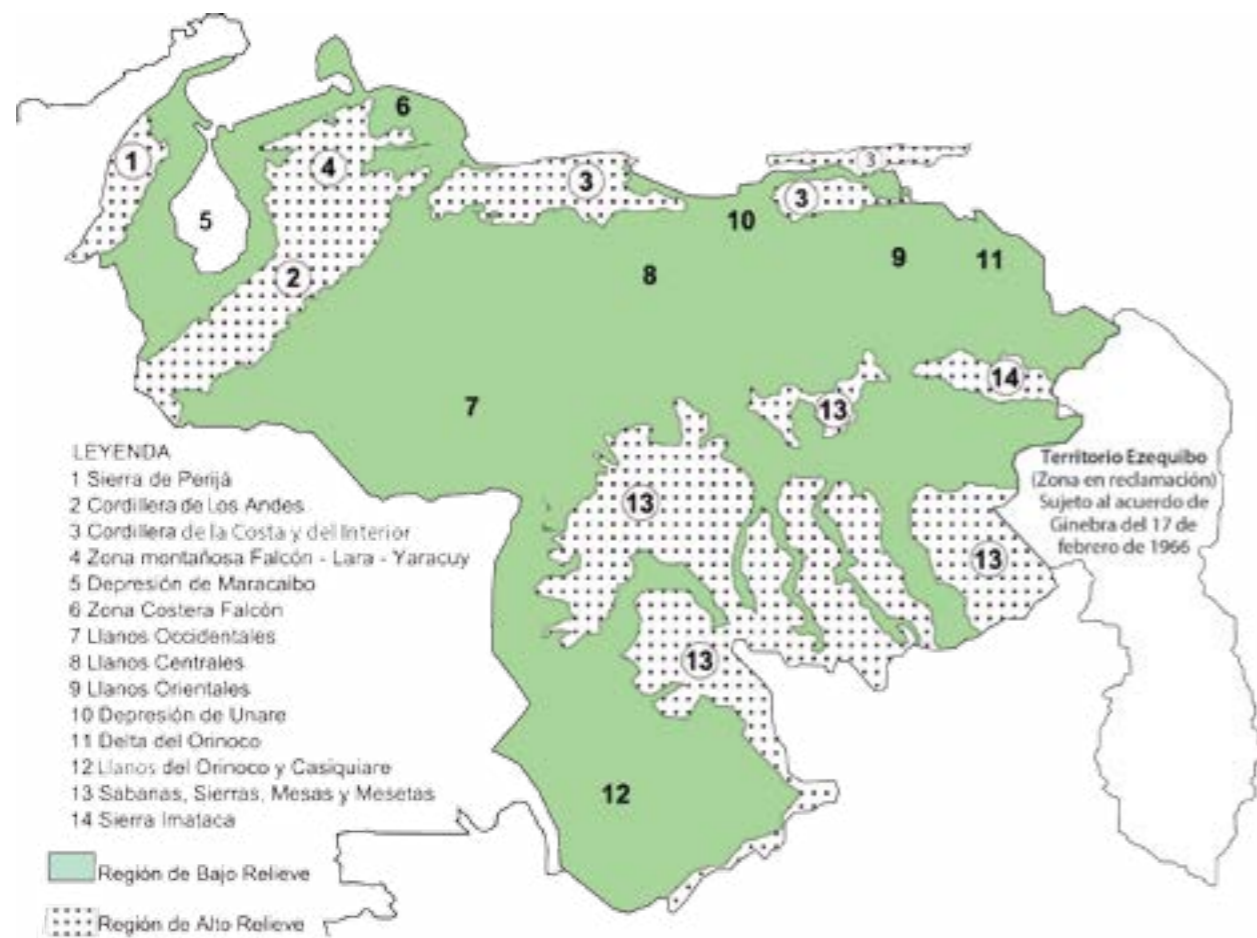 6
1
4
3
3
3
5
10
9
11
8
2
14
13
7
LEYENDA
1 Sierra de Perijá
2 Cordillera de Los Andes
3 Cordillera de la Costa y del Interior
4 Zona montañosa Falcón - Lara - Yaracuy
5 Depresión de Maracaibo
6 Zona Costera Falcón
7 Llanos Occidentales
8 Llanos Centrales
9 Llanos Orientales
10 Depresión de Unare
11 Delta del Orinoco
12 Llanos del Orinoco y Casiquiare
13 Sabanas, Sierras, Mesas y Mesetas
14 Sierra Imataca
Región de Bajo Relieve
Región de Alto Relieve
Territorio Ezequibo
(Zona en reclamación)
Sujeto al acuerdo de
Ginebra del 17 de
febrero de 1966
13
13
13
12